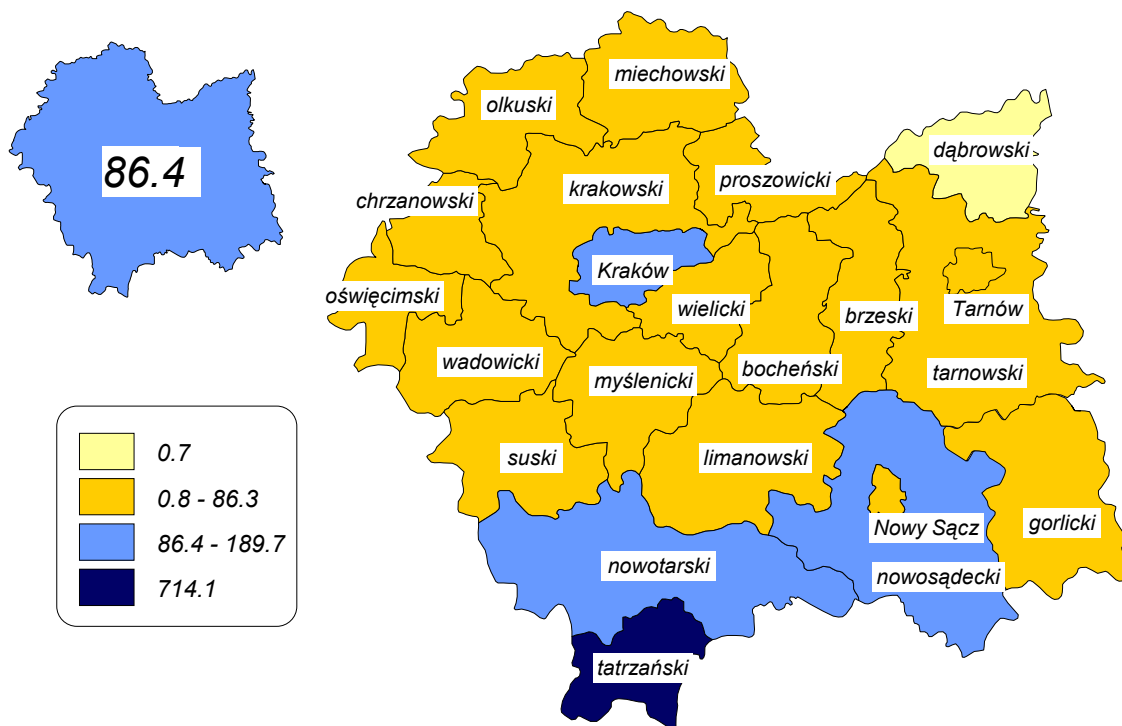 86.4
miechowski
olkuski
dąbrowski
proszowicki
krakowski
chrzanowski
Kraków
oświęcimski
wielicki
brzeski
Tarnów
wadowicki
myślenicki
bocheński
tarnowski
suski
limanowski
Nowy Sącz
gorlicki
nowotarski
nowosądecki
tatrzański
0.7
0.8 - 86.3
86.4 - 189.7
714.1